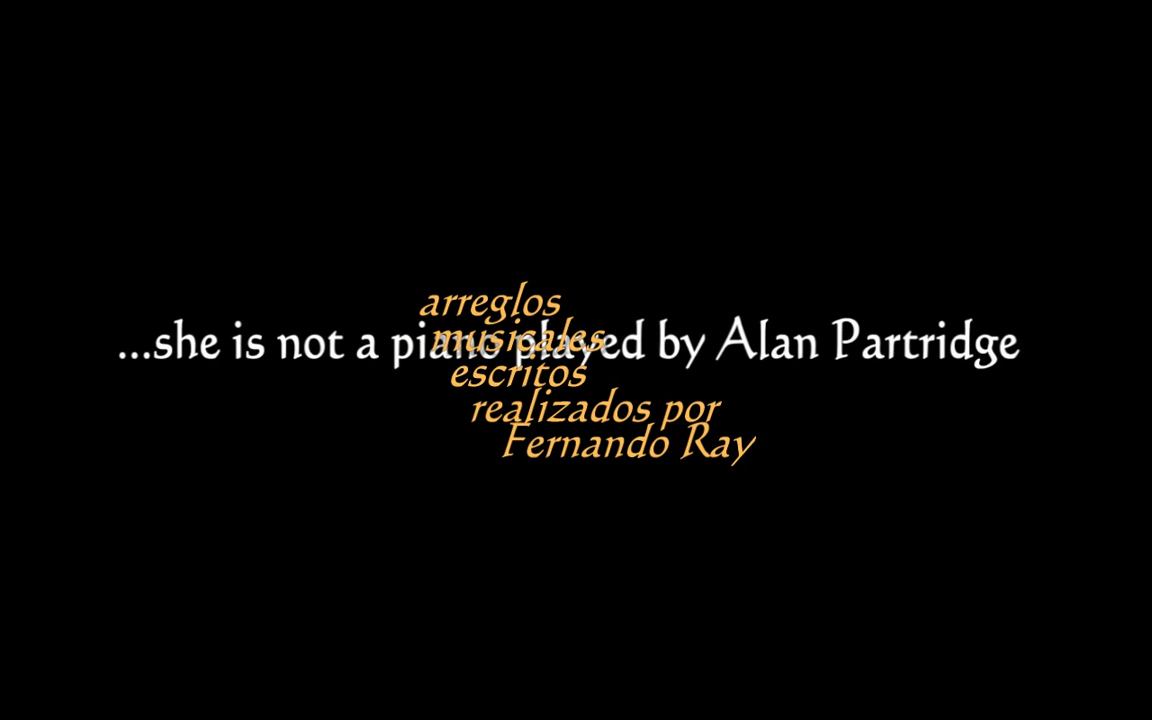 ...she is not a piano played by Alan Partridge
arreglos
musicales
escritos
realizados por
Fernando Ray